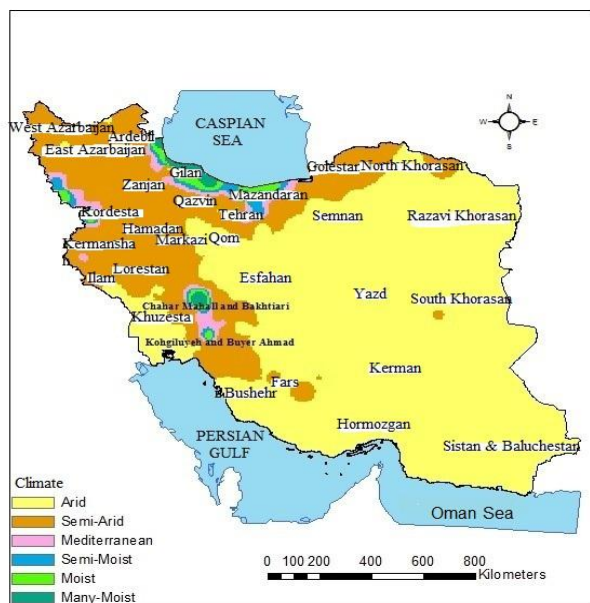 N
W E
S
CASPIAN
SEA
West Azarbaijan
Ardebil
East Azarbaijan
Gilan
Golestar
North Khorasan
Zanjan
Mazandaran
Qazvin
Kordesta
Tehran
Semnan
Razavi Khorasan
Hamadan
Markazi
Qom
Kermansha
Lorestan
Ilam
Esfahan
Yazd
South Khorasan
Chahar Mahall and Bakhtiari
Khuzesta
Kohgiluyeh and Buyer Ahmad
Kerman
Fars
Bushehr
PERSIAN
GULF
Hormozgan
Sistan & Baluchestan
Oman Sea
Climate
Arid
Semi-Arid
Mediterranean
Semi-Moist
Moist
Many-Moist
0 100 200 400 600 800
Kilometers